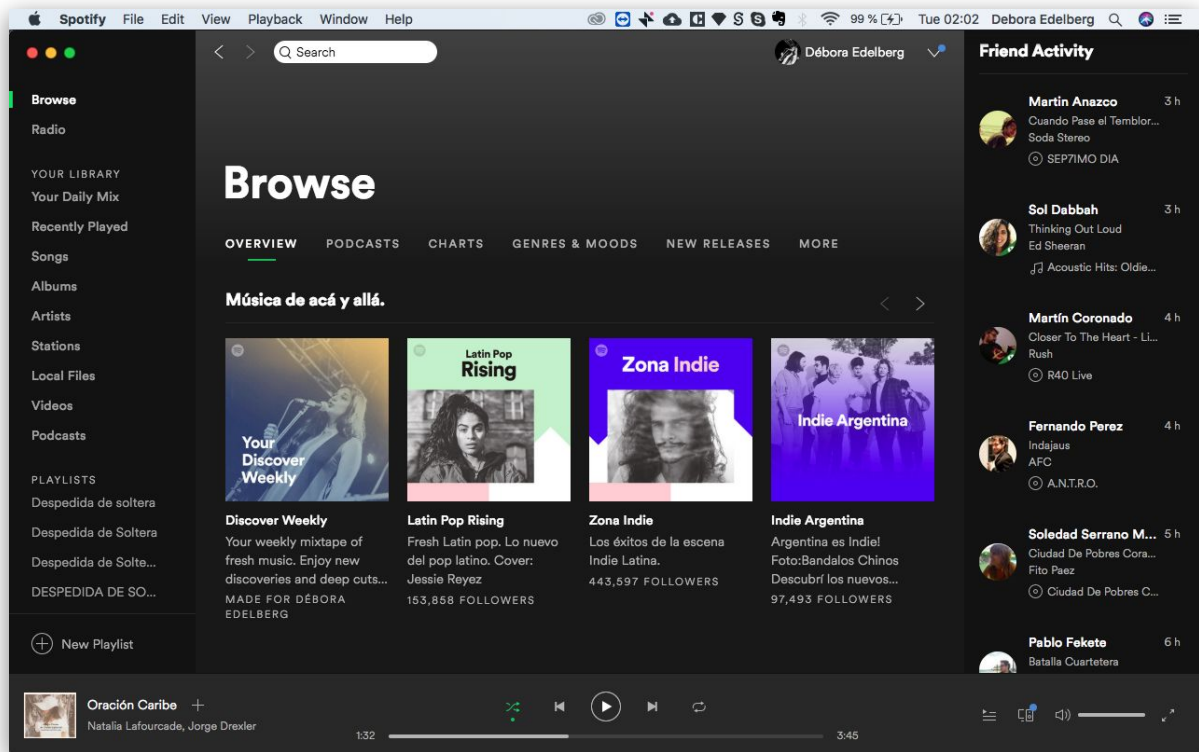 Spotify File Edit View Playback Window Help 99 % Tue 02:02 Debora Edelberg
Search
Débora Edelberg
Browse
Radio
YOUR LIBRARY
Your Daily Mix
Recently Played
Songs
Albums
Artists
Stations
Local Files
Videos
Podcasts
PLAYLISTS
Despedida de soltera
Despedida de Soltera
Despedida de Solte...
DESPEDIDA DE SO...
New Playlist
Browse
OVERVIEW PODCASTS CHARTS GENRES & MOODS NEW RELEASES MORE
Música de acá y allá.
Your
Discover
Weekly
Discover Weekly
Your weekly mixtape of
fresh music. Enjoy new
discoveries and deep cuts...
MADE FOR DÉBORA
EDELBERG
Latin Pop
Rising
Latin Pop Rising
Fresh Latin pop. Lo nuevo
del pop latino. Cover:
Jessie Reyez
153,858 FOLLOWERS
Zona Indie
Zona Indie
Los éxitos de la escena
Indie Latina.
443,597 FOLLOWERS
Indie Argentina
Indie Argentina
Argentina es Indie!
Foto:Bandalos Chinos
Descubrí los nuevos...
97,493 FOLLOWERS
Friend Activity
Martin Anazco 3 h
Cuando Pase el Temblor...
Soda Stereo
SEP7IMO DIA
Sol Dabbah 3 h
Thinking Out Loud
Ed Sheeran
Acoustic Hits: Oldie...
Martín Coronado 4 h
Closer To The Heart - Li...
Rush
R40 Live
Fernando Perez 4 h
Indajaus
AFC
A.N.T.R.O.
Soledad Serrano M... 5 h
Ciudad De Pobres Cora...
Fito Paez
Ciudad De Pobres C...
Pablo Fekete 6 h
Batalla Cuartetera
Oración Caribe
Natalia Lafourcade, Jorge Drexler
1:32 3:45